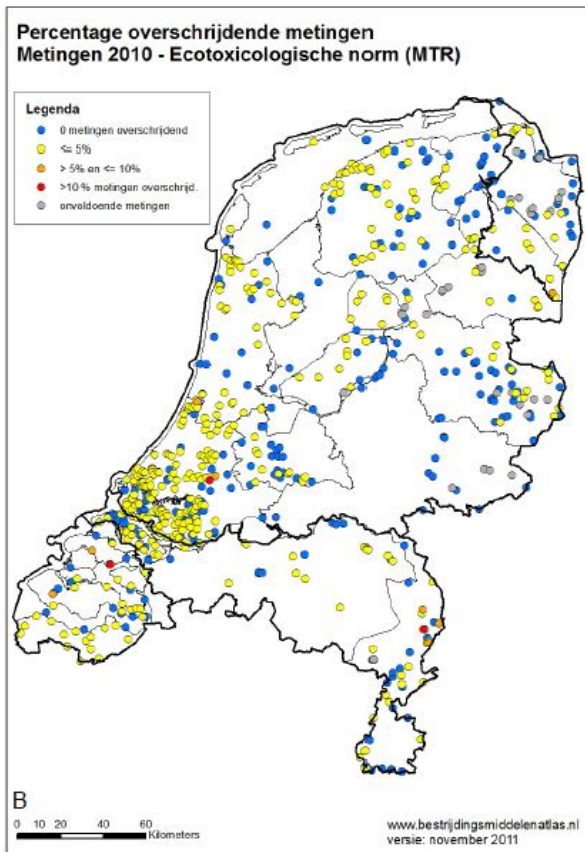 Percentage overschrijdende metingen
Metingen 2010 - Ecotoxicologische norm (MTR)
Legenda
0 metingen overschrijdend
<= 5%
> 5% en <= 10%
>10 % metingen overschrijd.
onvoldoende metingen
B
0 10 20 40 60
Kilometers
www.bestrijdingsmiddelenatlas.nl
versie: november 2011